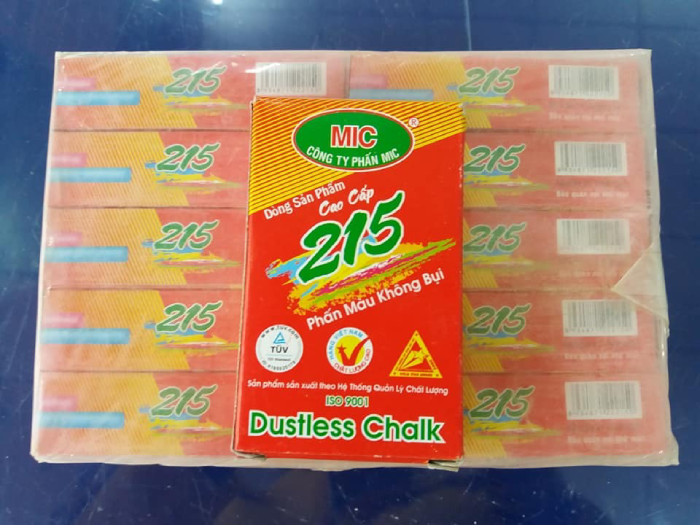 MIC
®
CÔNG TY PHẤN MIC
Dòng Sản Phẩm
Cao Cấp
215
Phấn Màu Không Bụi
TÜV
HÀNG VIỆT NAM
CHẤT LƯỢNG CAO
Sản phẩm sản xuất theo Hệ Thống Quản Lý Chất Lượng
ISO 9001
Dustless Chalk
215
215
215
215
215
215
215
215
215
215